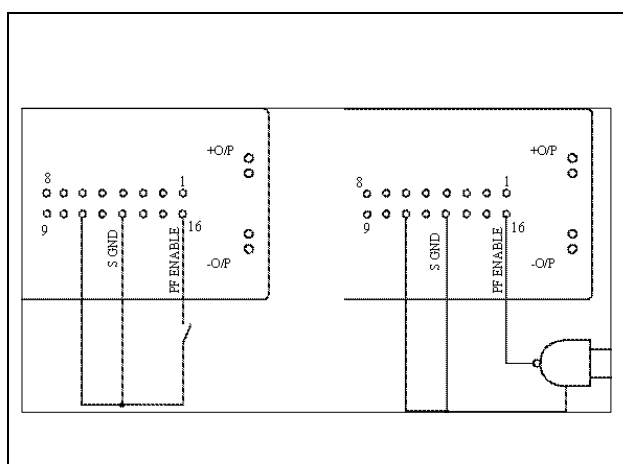 +O/P
8
1
9
16
S GND
PF ENABLE
-O/P
+O/P
8
1
9
16
S GND
PF ENABLE
-O/P